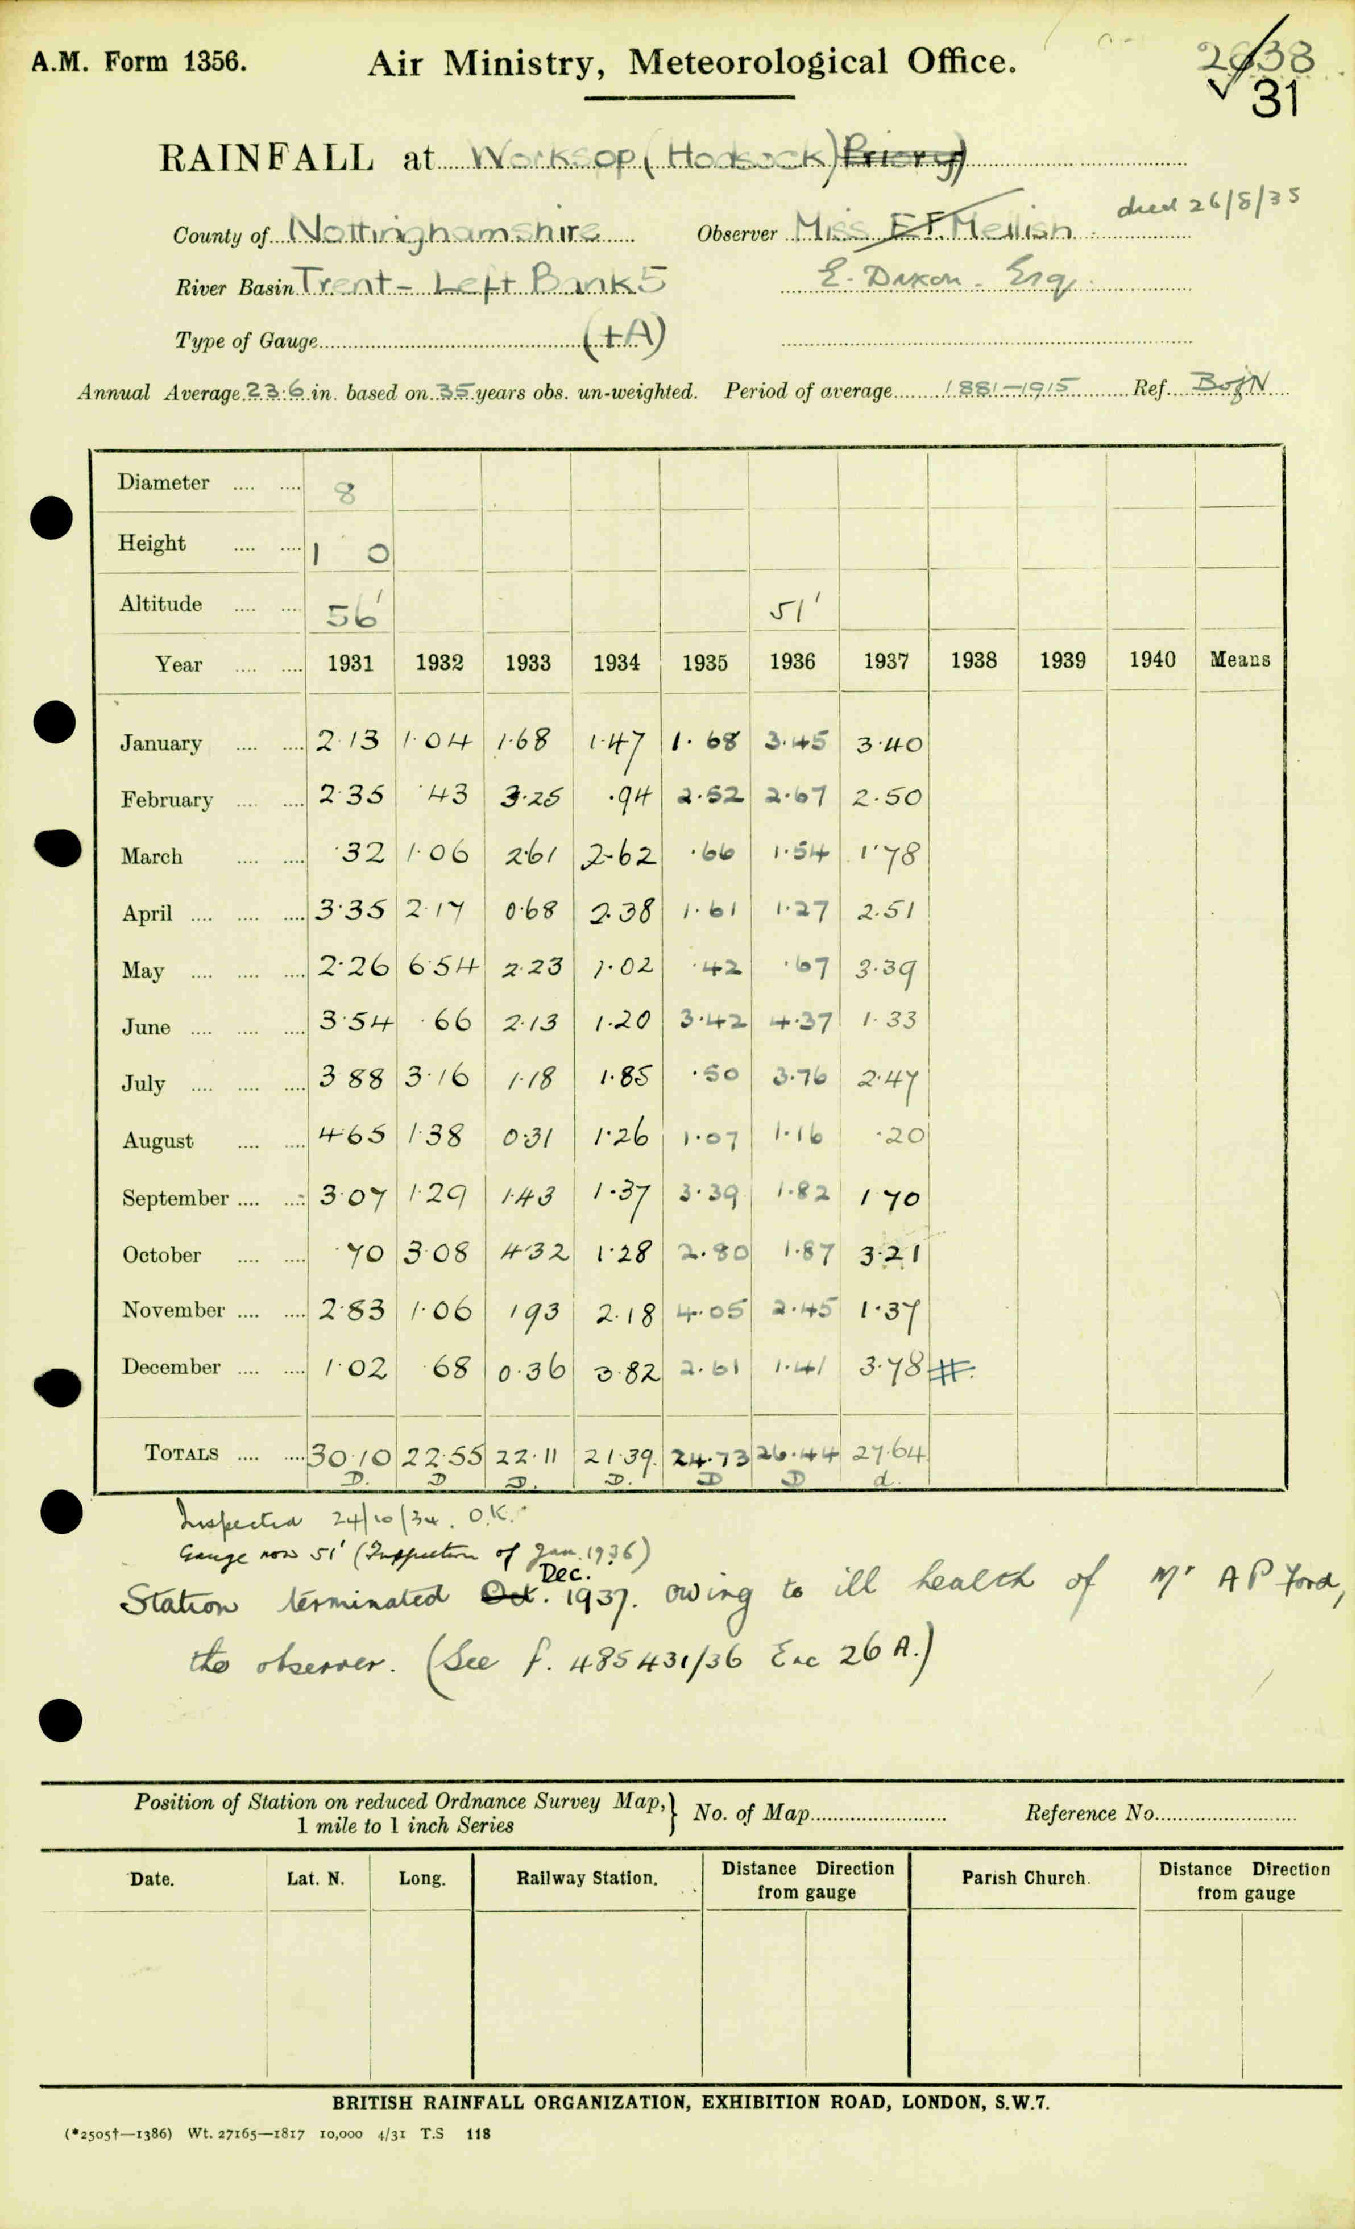 A.M. Form 1356. Air Ministry, Meteorological Office. 2638
31
RAINFALL at Worksop (Hodsock) Priory)
died 26/8/35
County of Nottinghamshire Observer Miss E F Mellish
River Basin Trent - Left Bank 5 E. Dixon. Esq.
Type of Gauge (+A)
Annual Average 23.6 in. based on 35 years obs. un-weighted. Period of average 1881-1915 Ref. B of N
Diameter .... .... 8
Height .... .... 1 0
Altitude .... .... 56' 51'
Year .... .... 1931 1932 1933 1934 1935 1936 1937 1938 1939 1940 Means
January .... .... 2·13 1·04 1·68 1·47 1·68 3·45 3·40
February .... .... 2·35 ·43 3·25 ·94 2·52 2·67 2·50
March .... .... ·32 1·06 2·61 2·62 ·66 1·54 1·78
April .... .... .... 3·35 2·17 0·68 2·38 1·61 1·27 2·51
May .... .... .... 2·26 6·54 2·23 1·02 ·42 ·67 3·39
June .... .... .... 3·54 ·66 2·13 1·20 3·42 4·37 1·33
July .... .... .... 3·88 3·16 1·18 1·85 ·50 3·76 2·47
August .... .... 4·65 1·38 0·31 1·26 1·07 1·16 ·20
September .... .... 3·07 1·29 1·43 1·37 3·39 1·82 1·70
October .... .... ·70 3·08 4·32 1·28 2·80 1·87 3·21
November .... .... 2·83 1·06 1·93 2·18 4·05 2·45 1·37
December .... .... 1·02 ·68 0·36 3·82 2·61 1·41 3·78 #
TOTALS .... .... 30·10 22·55 22·11 21·39 24·73 26·44 27·64
D. D D. D. D D d.
Inspected 24/10/34. O.K.
Gauge now 51' (Inspection of Jan. 1936)
Dec.
Station terminated Oct. 1937. owing to ill health of Mr A P Ford,
the observer. (See f. 485431/36 Enc 26 A.)
Position of Station on reduced Ordnance Survey Map, } No. of Map Reference No.
1 mile to 1 inch Series
Date. Lat. N. Long. Railway Station. Distance Direction from gauge Parish Church. Distance Direction from gauge
BRITISH RAINFALL ORGANIZATION, EXHIBITION ROAD, LONDON, S.W.7.
(*2505†—1386) Wt. 27165—1817 10,000 4/31 T.S 118